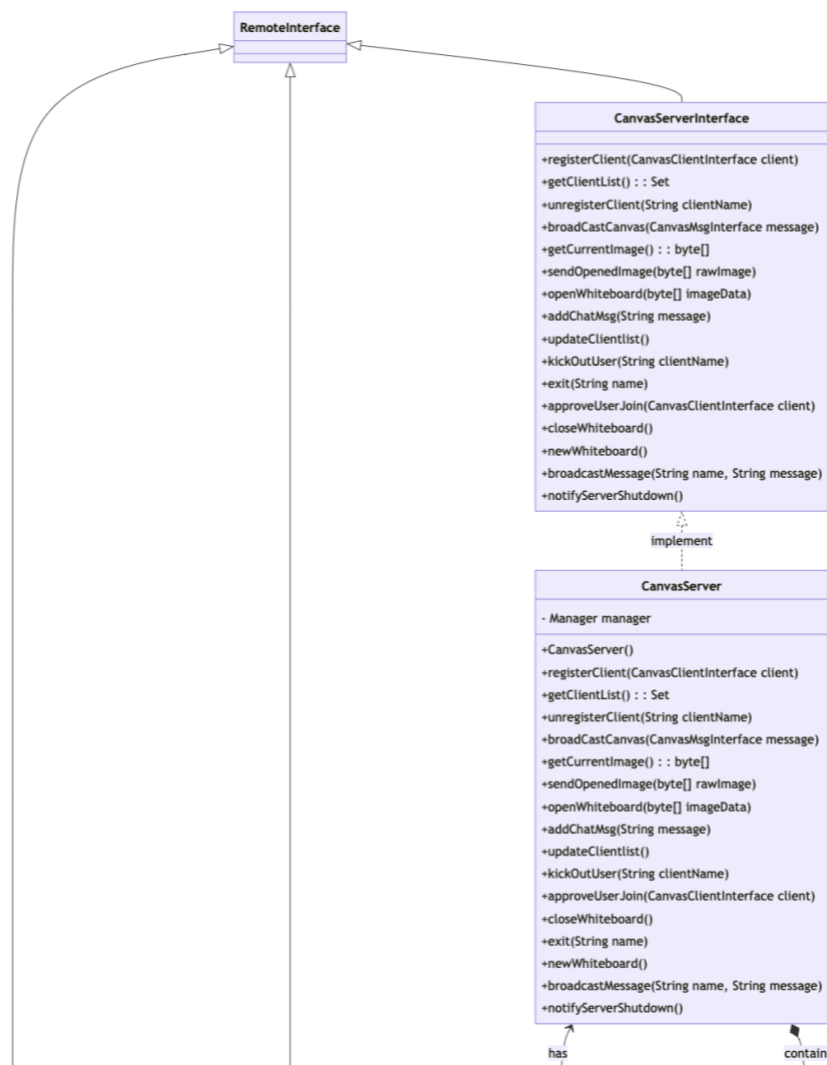 RemoteInterface
CanvasServerInterface
+registerClient(CanvasClientInterface client)
+getClientList() : : Set
+unregisterClient(String clientName)
+broadCastCanvas(CanvasMsgInterface message)
+getCurrentImage() : : byte[]
+sendOpenedImage(byte[] rawImage)
+openWhiteboard(byte[] imageData)
+addChatMsg(String message)
+updateClientlist()
+kickOutUser(String clientName)
+exit(String name)
+approveUserJoin(CanvasClientInterface client)
+closeWhiteboard()
+newWhiteboard()
+broadcastMessage(String name, String message)
+notifyServerShutdown()
implement
CanvasServer
- Manager manager
+CanvasServer()
+registerClient(CanvasClientInterface client)
+getClientList() : : Set
+unregisterClient(String clientName)
+broadCastCanvas(CanvasMsgInterface message)
+getCurrentImage() : : byte[]
+sendOpenedImage(byte[] rawImage)
+openWhiteboard(byte[] imageData)
+addChatMsg(String message)
+updateClientlist()
+kickOutUser(String clientName)
+approveUserJoin(CanvasClientInterface client)
+closeWhiteboard()
+exit(String name)
+newWhiteboard()
+broadcastMessage(String name, String message)
+notifyServerShutdown()
has
contain